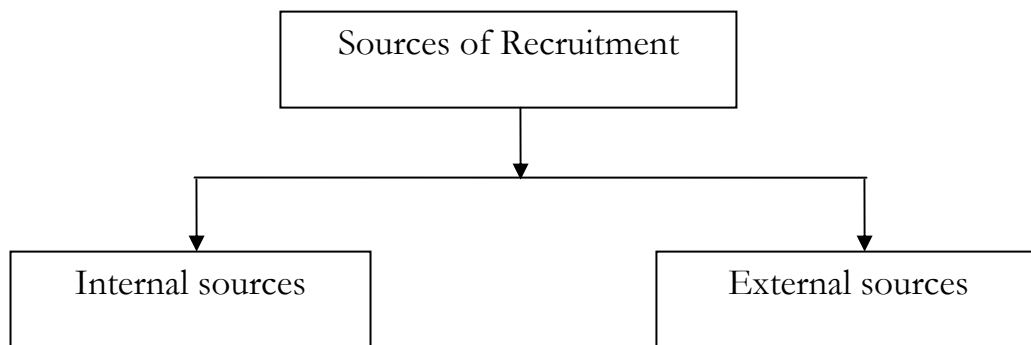 Sources of Recruitment
Internal sources
External sources